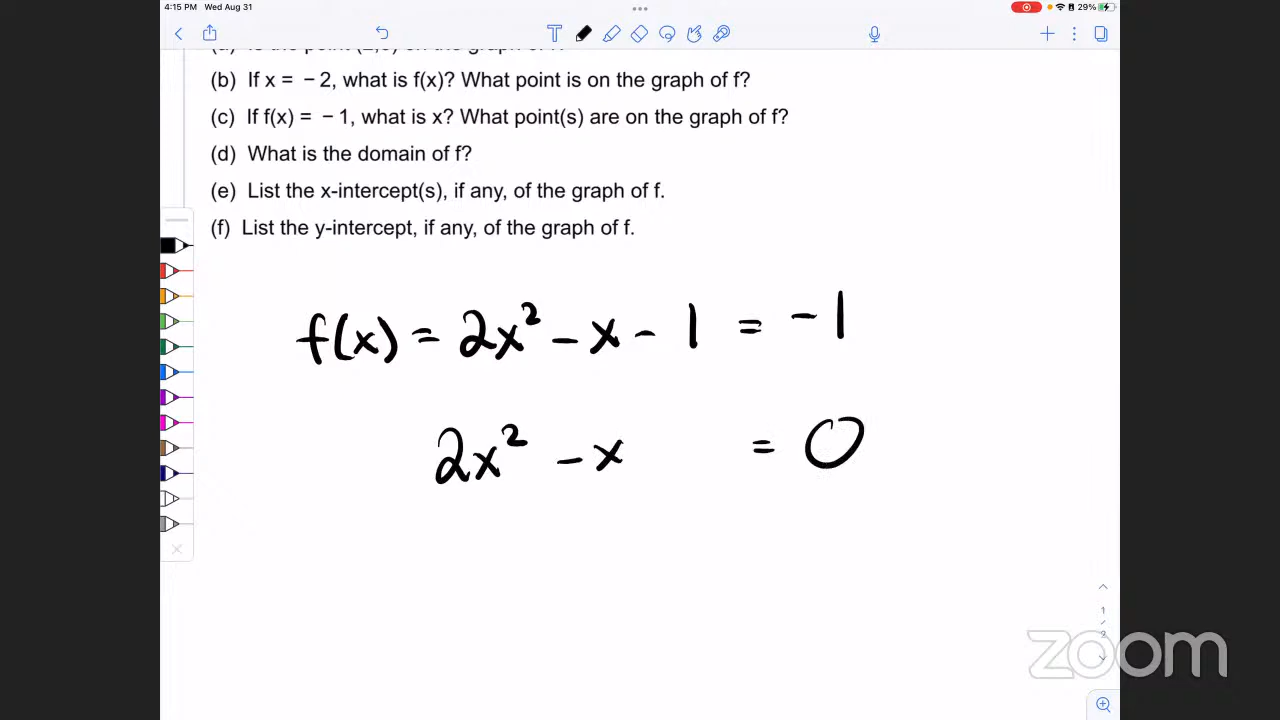 4:15 PM Wed Aug 31
29%
(b) If x = − 2, what is f(x)? What point is on the graph of f?
(c) If f(x) = − 1, what is x? What point(s) are on the graph of f?
(d) What is the domain of f?
(e) List the x-intercept(s), if any, of the graph of f.
(f) List the y-intercept, if any, of the graph of f.
f(x) = 2x² − x − 1 = − 1
2x² − x = 0
1
zoom